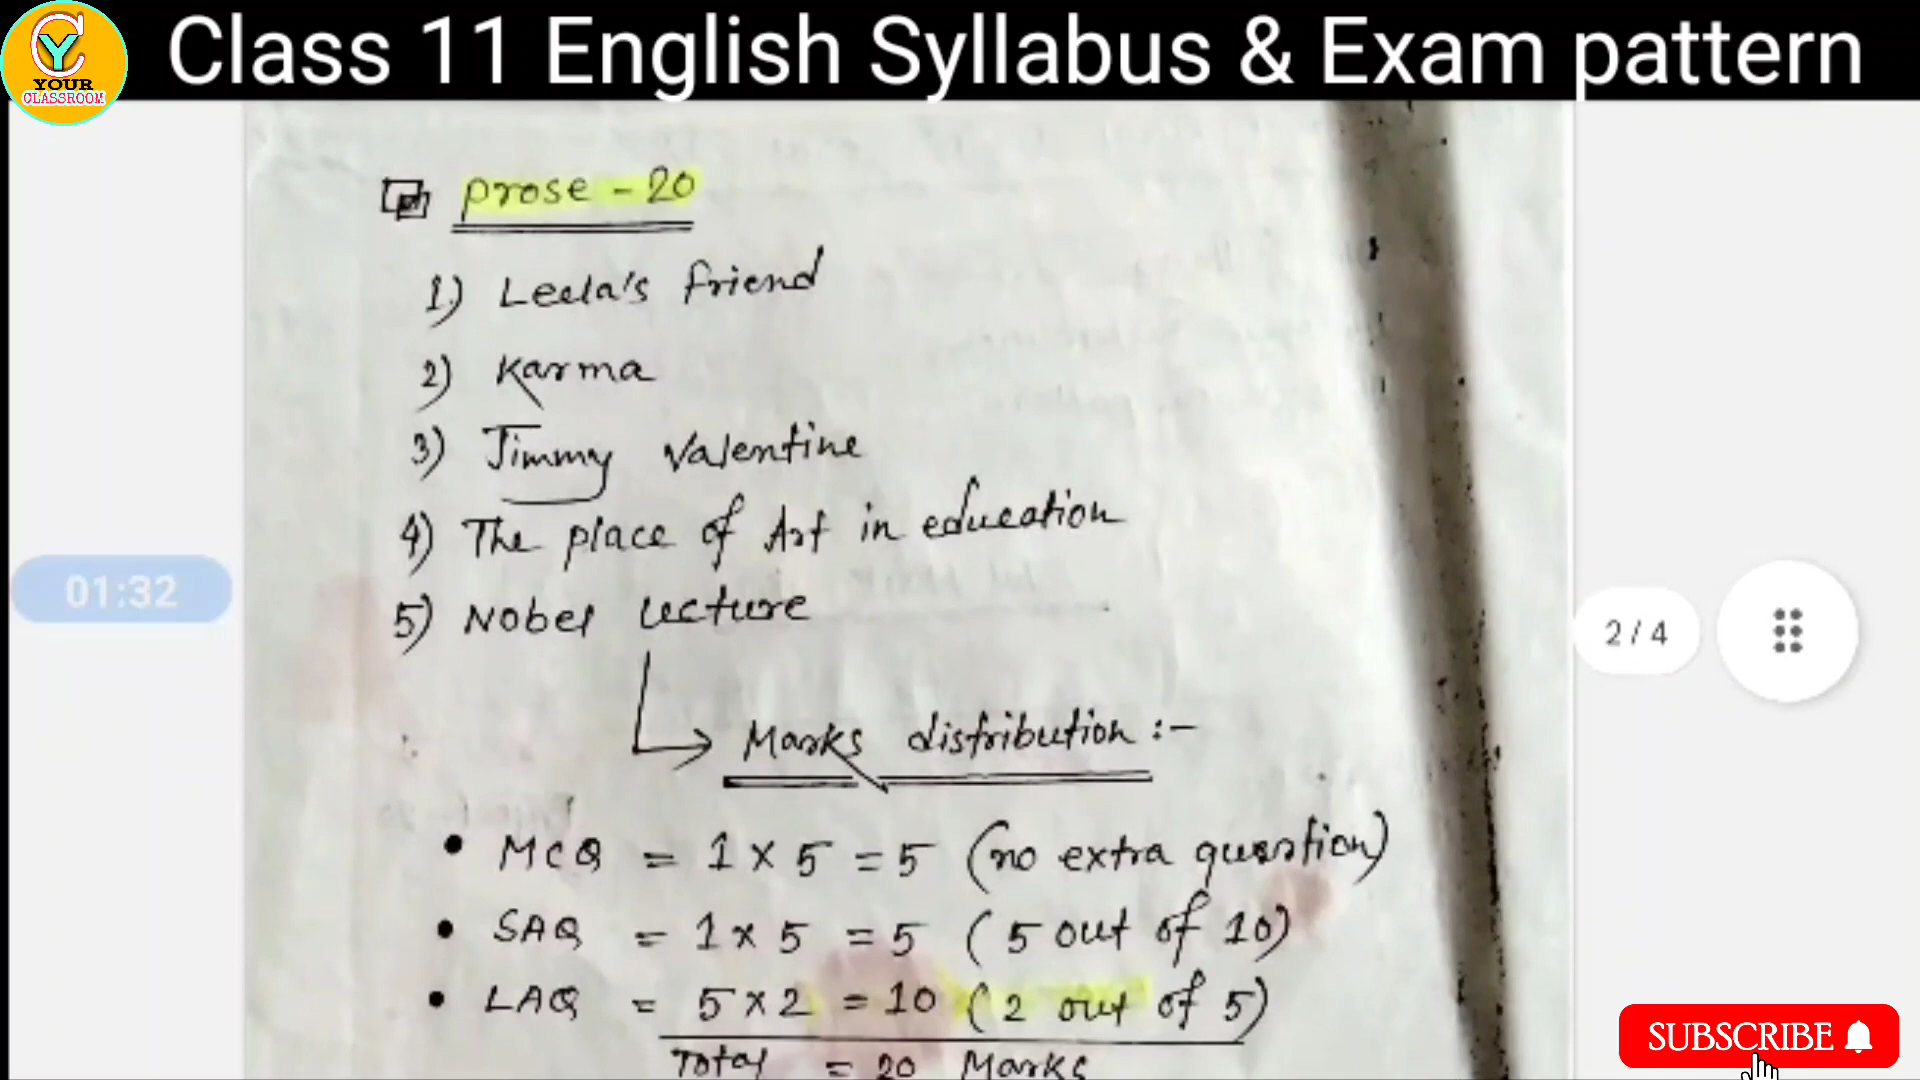 Class 11 English Syllabus & Exam pattern
CY
YOUR
CLASSROOM
prose - 20
1) Leela's friend
2) Karma
3) Jimmy Valentine
4) The place of Art in education
5) Nobel lecture
Marks distribution :-
• MCQ = 1 × 5 = 5 (no extra question)
• SAQ = 1 × 5 = 5 (5 out of 10)
• LAQ = 5 × 2 = 10 (2 out of 5)
Total = 20 Marks
01:32
2/4
SUBSCRIBE